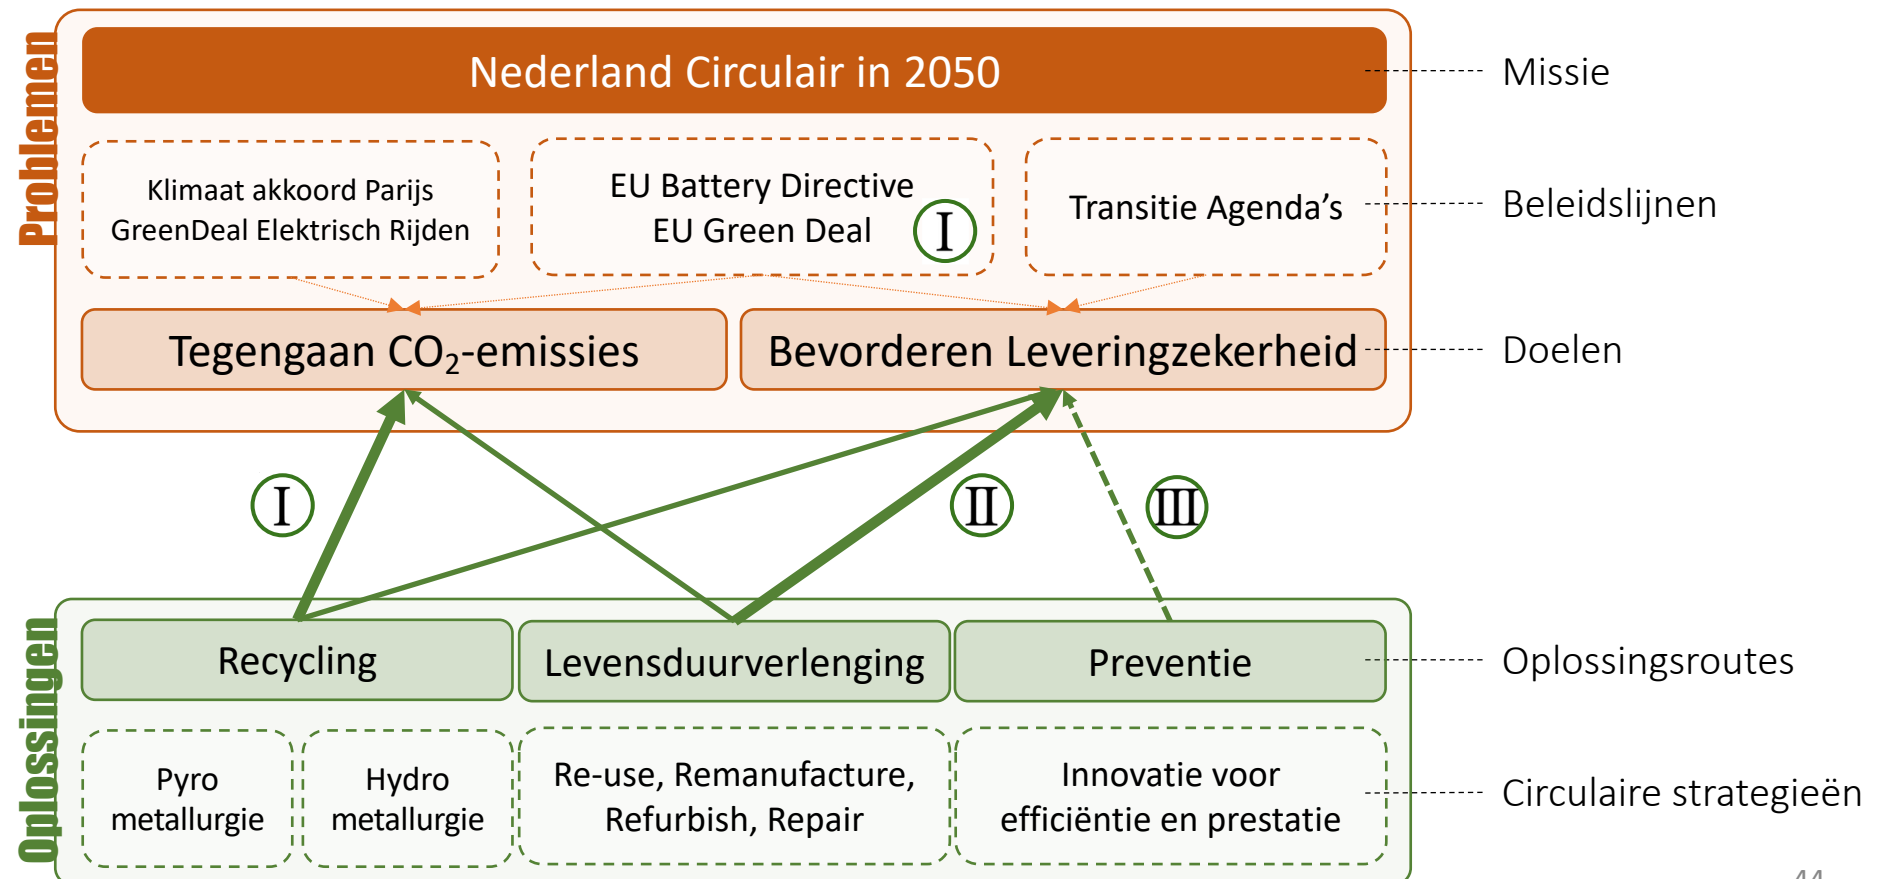 Problemen
Nederland Circulair in 2050
Missie
Klimaat akkoord Parijs
GreenDeal Elektrisch Rijden
EU Battery Directive
EU Green Deal
I
Transitie Agenda's
Beleidslijnen
Tegengaan CO₂-emissies
Bevorderen Leveringzekerheid
Doelen
I
II
III
Oplossingen
Recycling
Levensduurverlenging
Preventie
Oplossingsroutes
Pyro
metallurgie
Hydro
metallurgie
Re-use, Remanufacture,
Refurbish, Repair
Innovatie voor
efficiëntie en prestatie
Circulaire strategieën
44